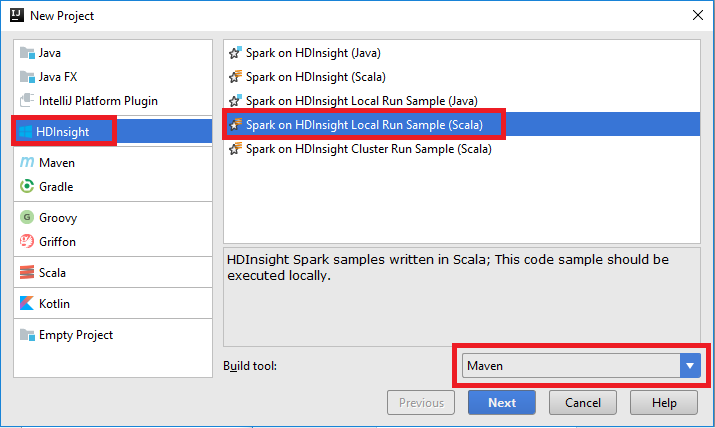 New Project
Java
Java FX
IntelliJ Platform Plugin
HDInsight
Maven
Gradle
Groovy
Griffon
Scala
Kotlin
Empty Project
Spark on HDInsight (Java)
Spark on HDInsight (Scala)
Spark on HDInsight Local Run Sample (Java)
Spark on HDInsight Local Run Sample (Scala)
Spark on HDInsight Cluster Run Sample (Scala)
HDInsight Spark samples written in Scala; This code sample should be
executed locally.
Build tool:
Maven
Previous
Next
Cancel
Help